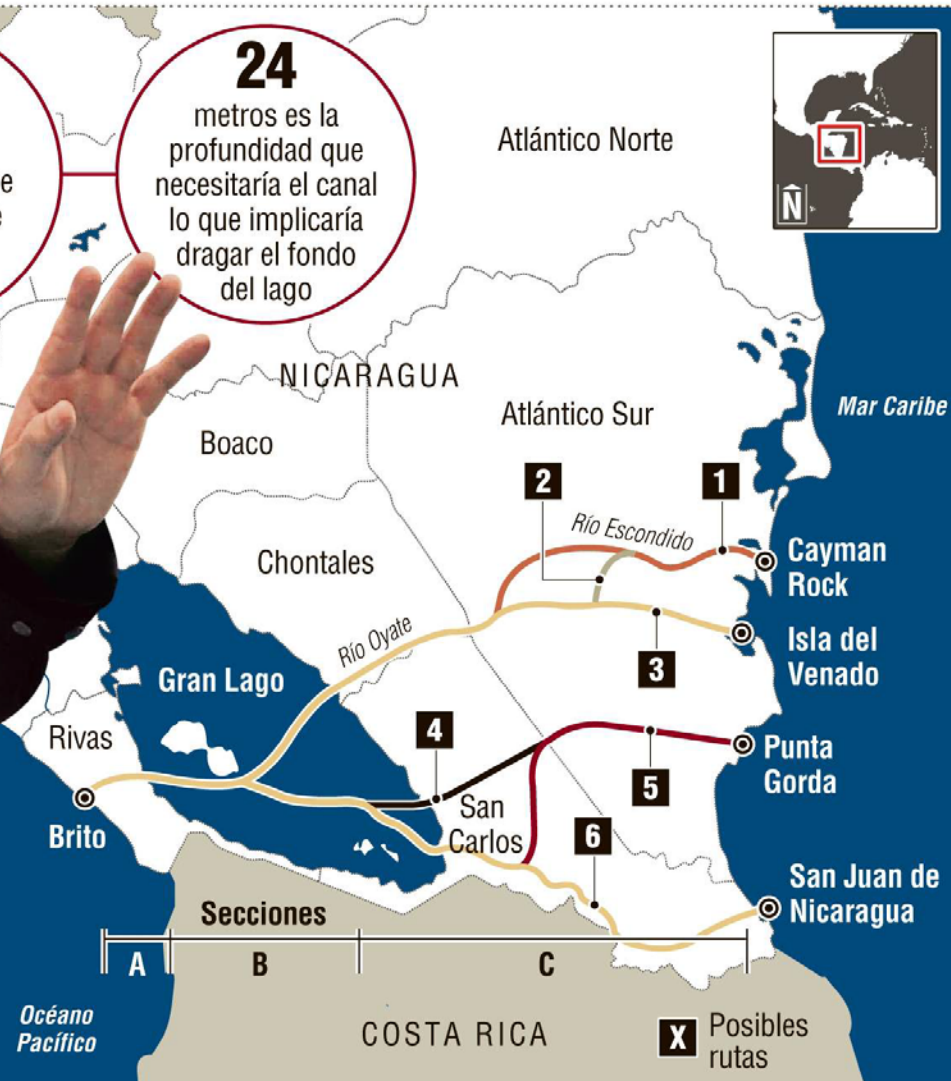 24
metros es la
profundidad que
necesitaría el canal
lo que implicaría
dragar el fondo
del lago
e
Atlántico Norte
N
NICARAGUA
Boaco
Atlántico Sur
Mar Caribe
2
1
Río Escondido
Chontales
Cayman
Rock
Río Oyate
Isla del
Venado
3
Gran Lago
Rivas
4
Punta
Gorda
5
San
Carlos
6
Brito
San Juan de
Nicaragua
Secciones
A
B
C
Océano
Pacífico
COSTA RICA
X Posibles
rutas